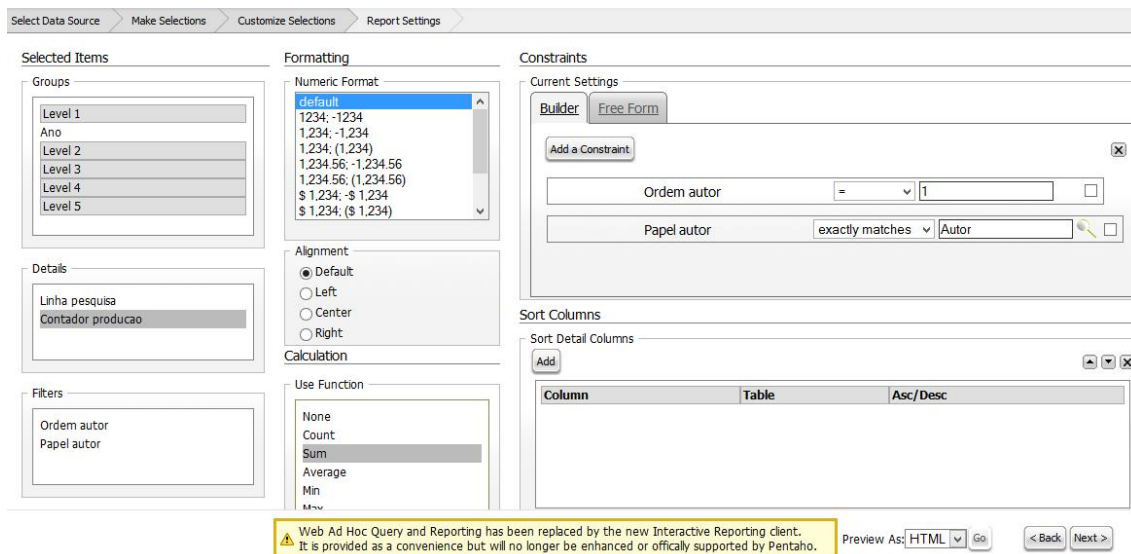 Select Data Source
Make Selections
Customize Selections
Report Settings
Selected Items
Groups
Level 1
Ano
Level 2
Level 3
Level 4
Level 5
Details
Linha pesquisa
Contador producao
Filters
Ordem autor
Papel autor
Formatting
Numeric Format
default
1234; -1234
1,234; -1,234
1,234; (1,234)
1,234.56; -1,234.56
1,234.56; (1,234.56)
$ 1,234; -$ 1,234
$ 1,234; ($ 1,234)
Alignment
Default
Left
Center
Right
Calculation
Use Function
None
Count
Sum
Average
Min
Max
Constraints
Current Settings
Builder
Free Form
Add a Constraint
Ordem autor = 1
Papel autor exactly matches Autor
Sort Columns
Sort Detail Columns
Add
Column Table Asc/Desc
Web Ad Hoc Query and Reporting has been replaced by the new Interactive Reporting client.
It is provided as a convenience but will no longer be enhanced or offically supported by Pentaho.
Preview As: HTML Go
< Back Next >